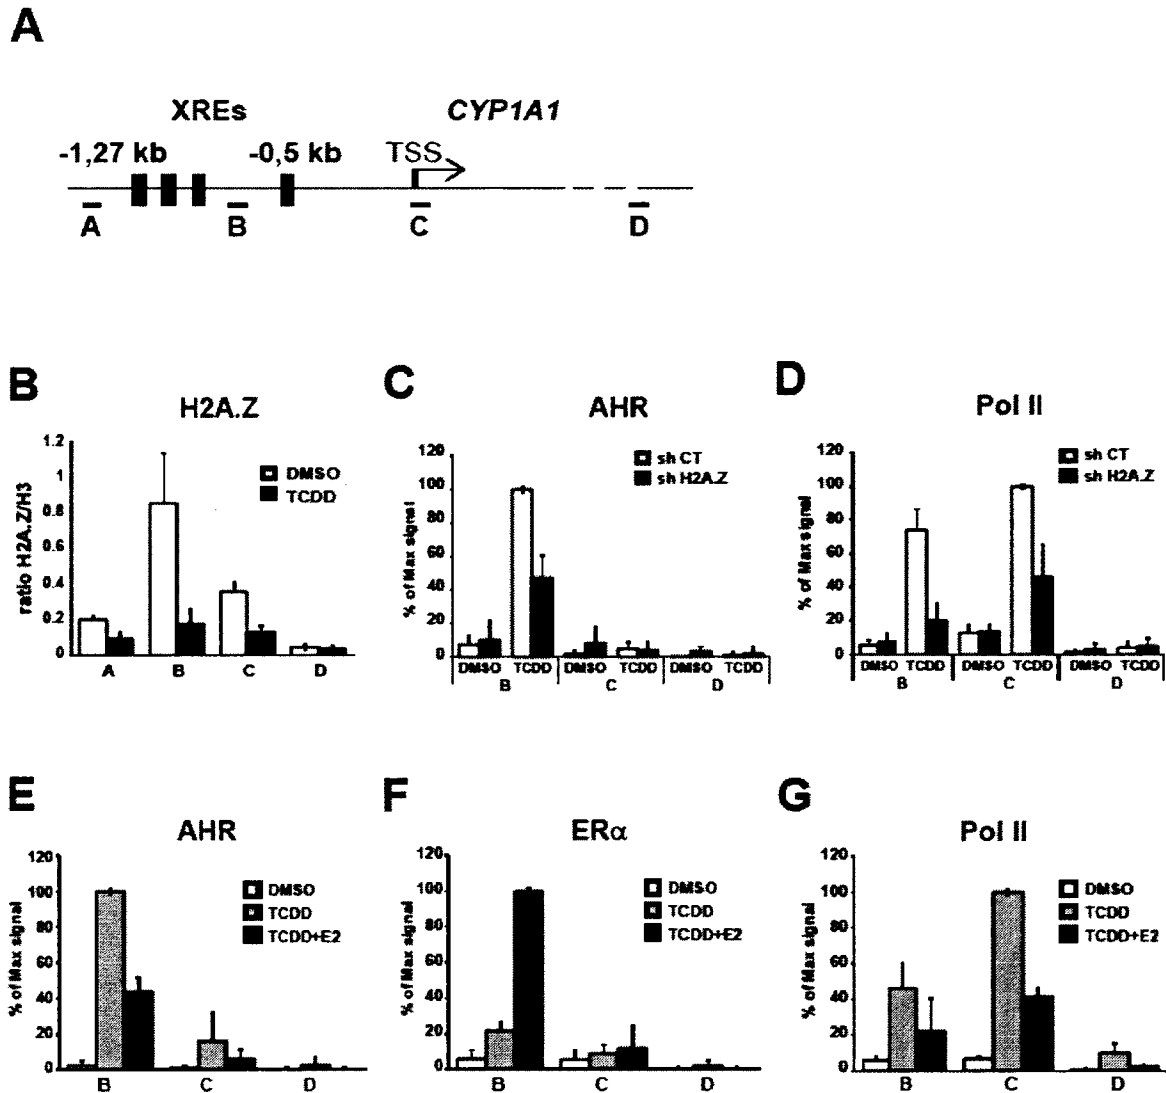 A
XREs CYP1A1
-1,27 kb -0,5 kb TSS
A B C D
B
H2A.Z
ratio H2A.Z/H3
1.2
1
0.8
0.6
0.4
0.2
0
DMSO
TCDD
A B C D
C
AHR
% of Max signal
120
100
80
60
40
20
0
sh CT
sh H2A.Z
DMSO TCDD DMSO TCDD DMSO TCDD
B C D
D
Pol II
% of Max signal
120
100
80
60
40
20
0
sh CT
sh H2A.Z
DMSO TCDD DMSO TCDD DMSO TCDD
B C D
E
AHR
% of Max signal
120
100
80
60
40
20
0
DMSO
TCDD
TCDD+E2
B C D
F
ERα
% of Max signal
120
100
80
60
40
20
0
DMSO
TCDD
TCDD+E2
B C D
G
Pol II
% of Max signal
120
100
80
60
40
20
0
DMSO
TCDD
TCDD+E2
B C D